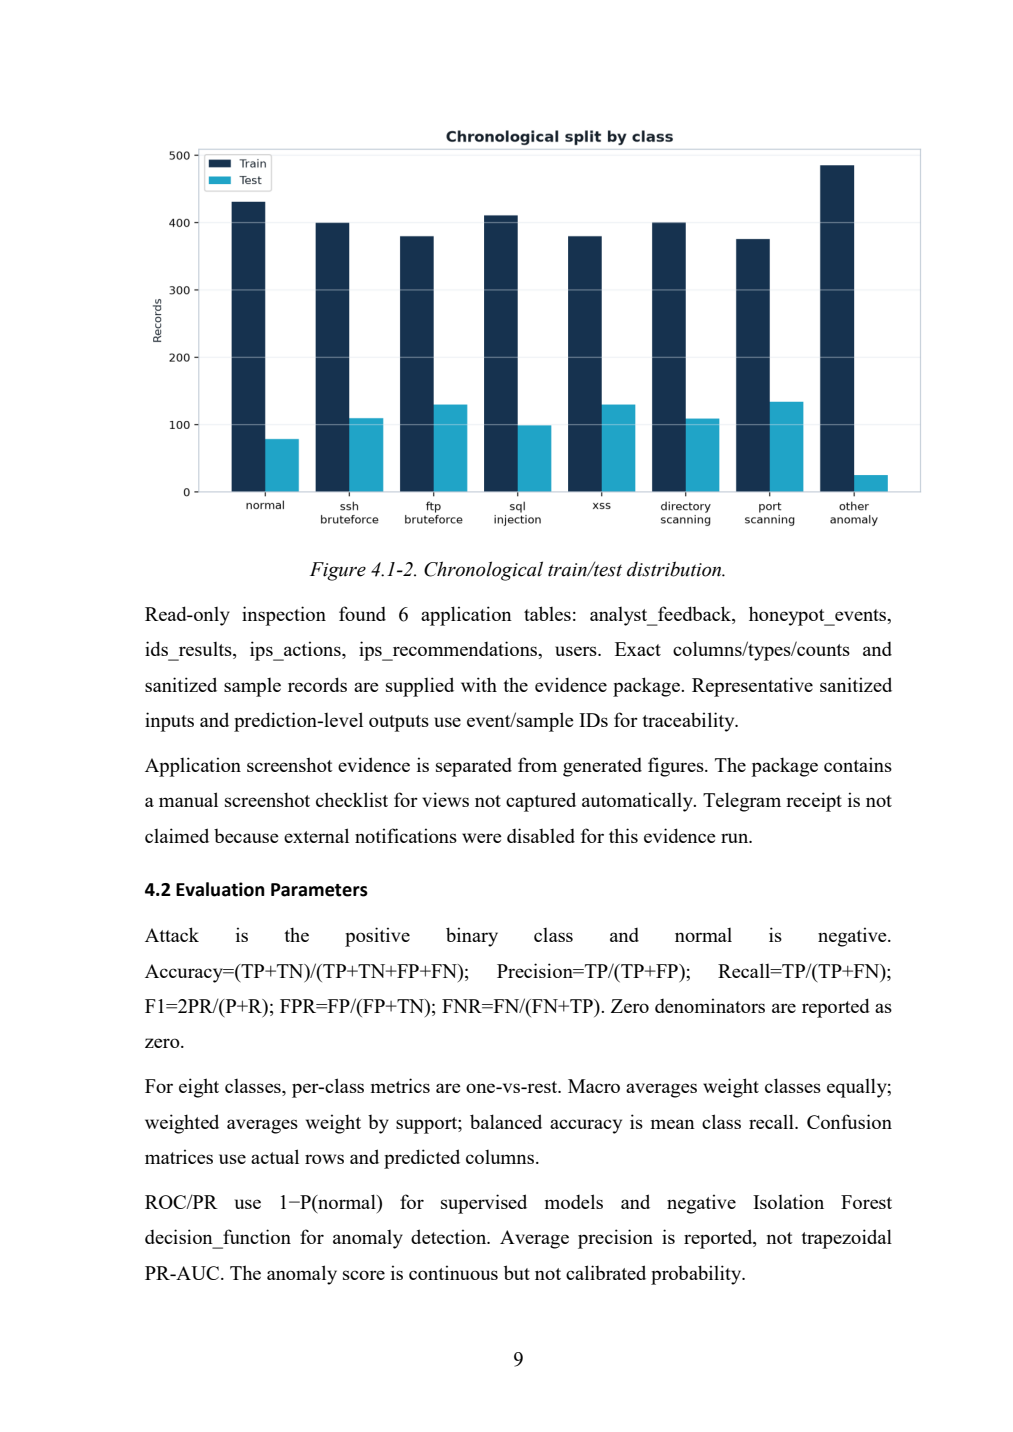 Chronological split by class
500
400
300
200
100
0
Records
Train
Test
normal
ssh
bruteforce
ftp
bruteforce
sql
injection
xss
directory
scanning
port
scanning
other
anomaly
Figure 4.1-2. Chronological train/test distribution.
Read-only inspection found 6 application tables: analyst_feedback, honeypot_events,
ids_results, ips_actions, ips_recommendations, users. Exact columns/types/counts and
sanitized sample records are supplied with the evidence package. Representative sanitized
inputs and prediction-level outputs use event/sample IDs for traceability.
Application screenshot evidence is separated from generated figures. The package contains
a manual screenshot checklist for views not captured automatically. Telegram receipt is not
claimed because external notifications were disabled for this evidence run.
4.2 Evaluation Parameters
Attack is the positive binary class and normal is negative.
Accuracy=(TP+TN)/(TP+TN+FP+FN); Precision=TP/(TP+FP); Recall=TP/(TP+FN);
F1=2PR/(P+R); FPR=FP/(FP+TN); FNR=FN/(FN+TP). Zero denominators are reported as
zero.
For eight classes, per-class metrics are one-vs-rest. Macro averages weight classes equally;
weighted averages weight by support; balanced accuracy is mean class recall. Confusion
matrices use actual rows and predicted columns.
ROC/PR use 1−P(normal) for supervised models and negative Isolation Forest
decision_function for anomaly detection. Average precision is reported, not trapezoidal
PR-AUC. The anomaly score is continuous but not calibrated probability.
9